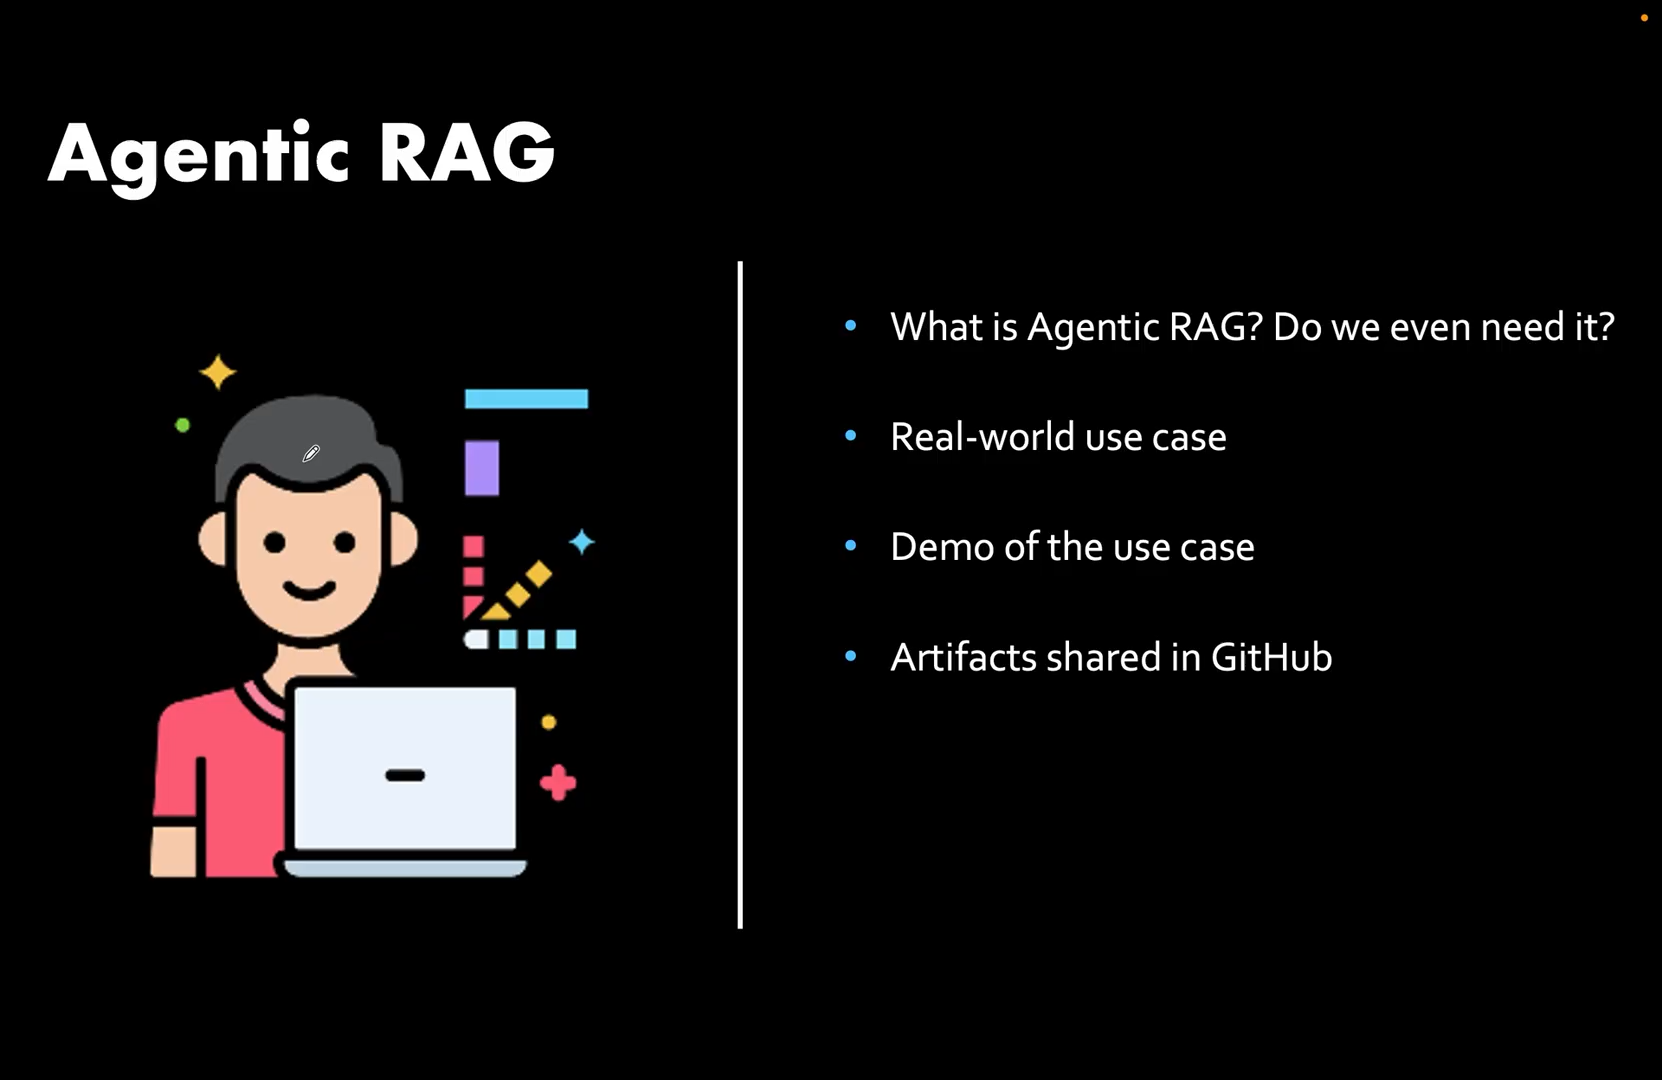 Agentic RAG
• What is Agentic RAG? Do we even need it?
• Real-world use case
• Demo of the use case
• Artifacts shared in GitHub